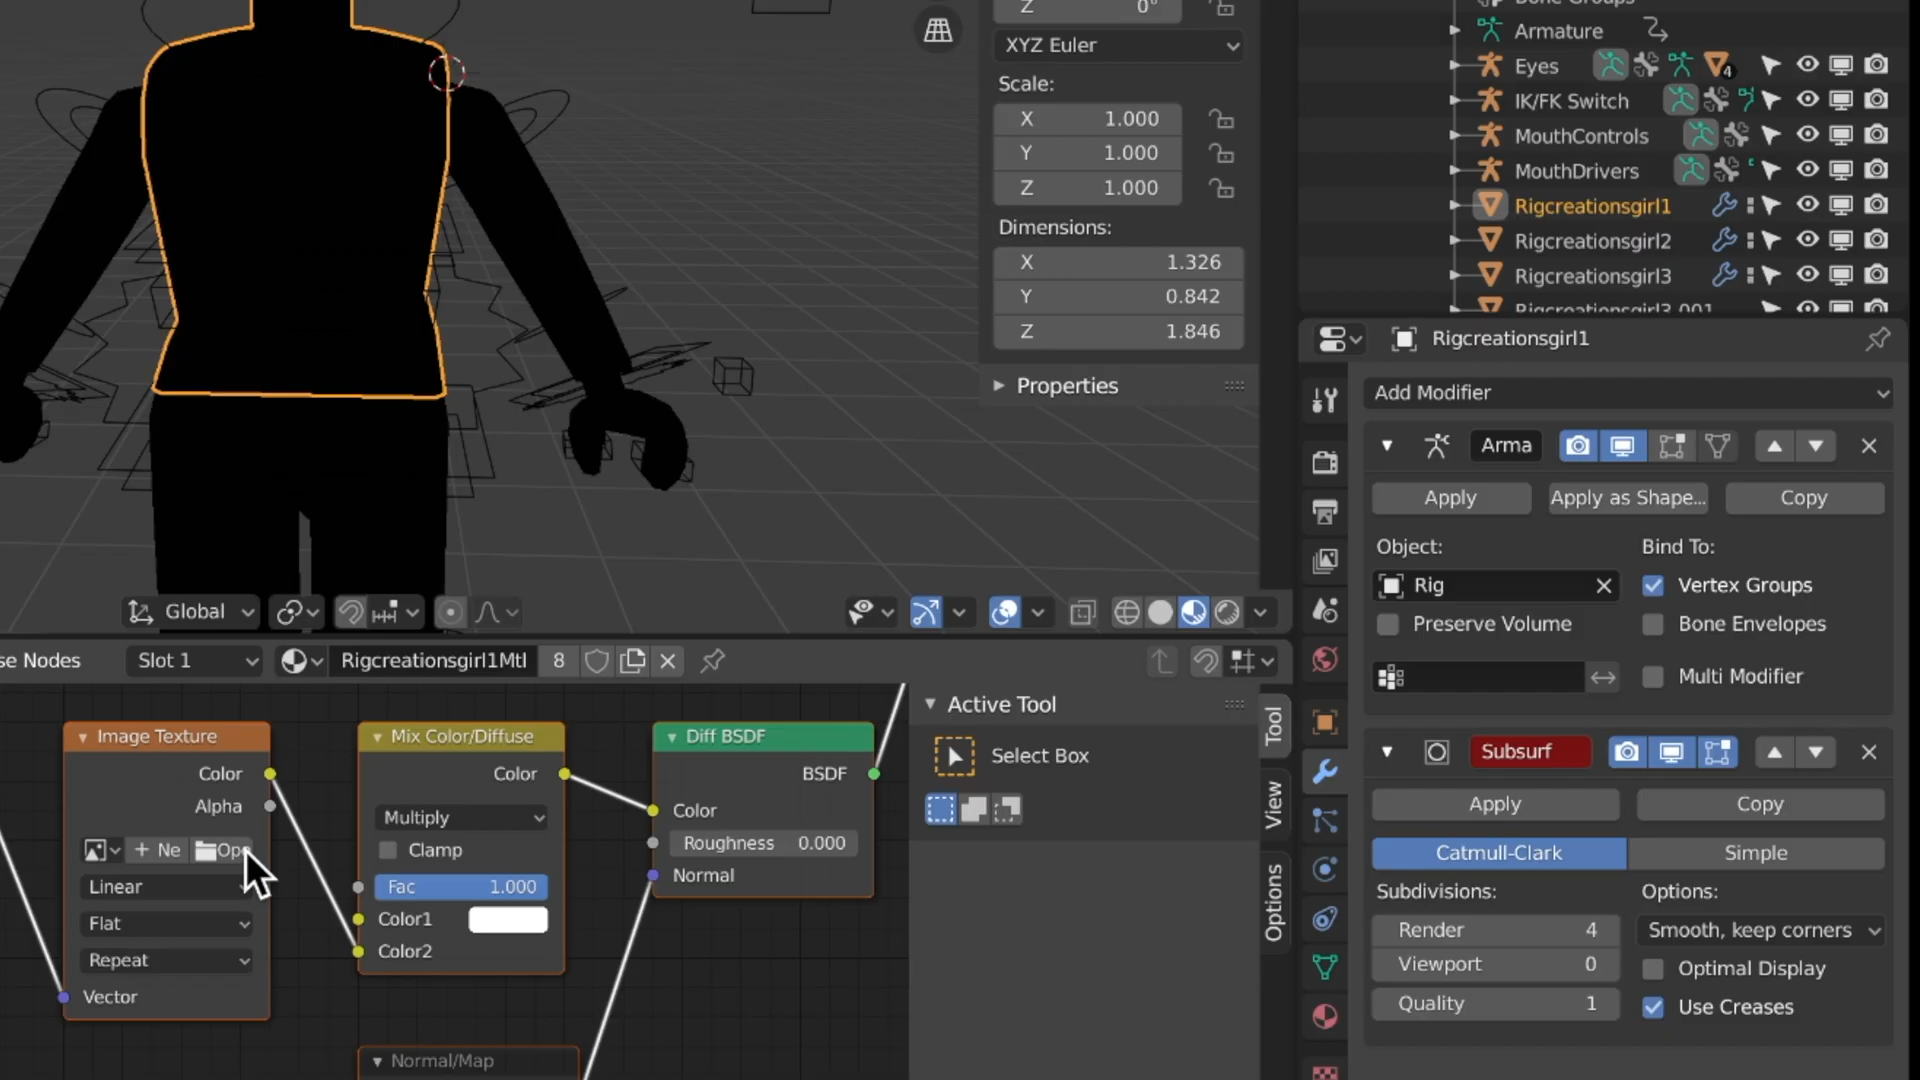 Z 0°
XYZ Euler
Scale:
X 1.000
Y 1.000
Z 1.000
Dimensions:
X 1.326
Y 0.842
Z 1.846
Properties
Bone Groups
Armature
Eyes 4
IK/FK Switch
MouthControls
MouthDrivers
Rigcreationsgirl1
Rigcreationsgirl2
Rigcreationsgirl3
Rigcreationsgirl3.001
Rigcreationsgirl1
Add Modifier
Arma
Apply Apply as Shape... Copy
Object: Bind To:
Rig Vertex Groups
Preserve Volume Bone Envelopes
Multi Modifier
Subsurf
Apply Copy
Catmull-Clark Simple
Subdivisions: Options:
Render 4 Smooth, keep corners
Viewport 0 Optimal Display
Quality 1 Use Creases
Global
se Nodes Slot 1 Rigcreationsgirl1Mtl 8
Image Texture
Color
Alpha
+ Ne Ope
Linear
Flat
Repeat
Vector
Mix Color/Diffuse
Color
Multiply
Clamp
Fac 1.000
Color1
Color2
Diff BSDF
BSDF
Color
Roughness 0.000
Normal
Normal/Map
Active Tool
Select Box
Tool
View
Options